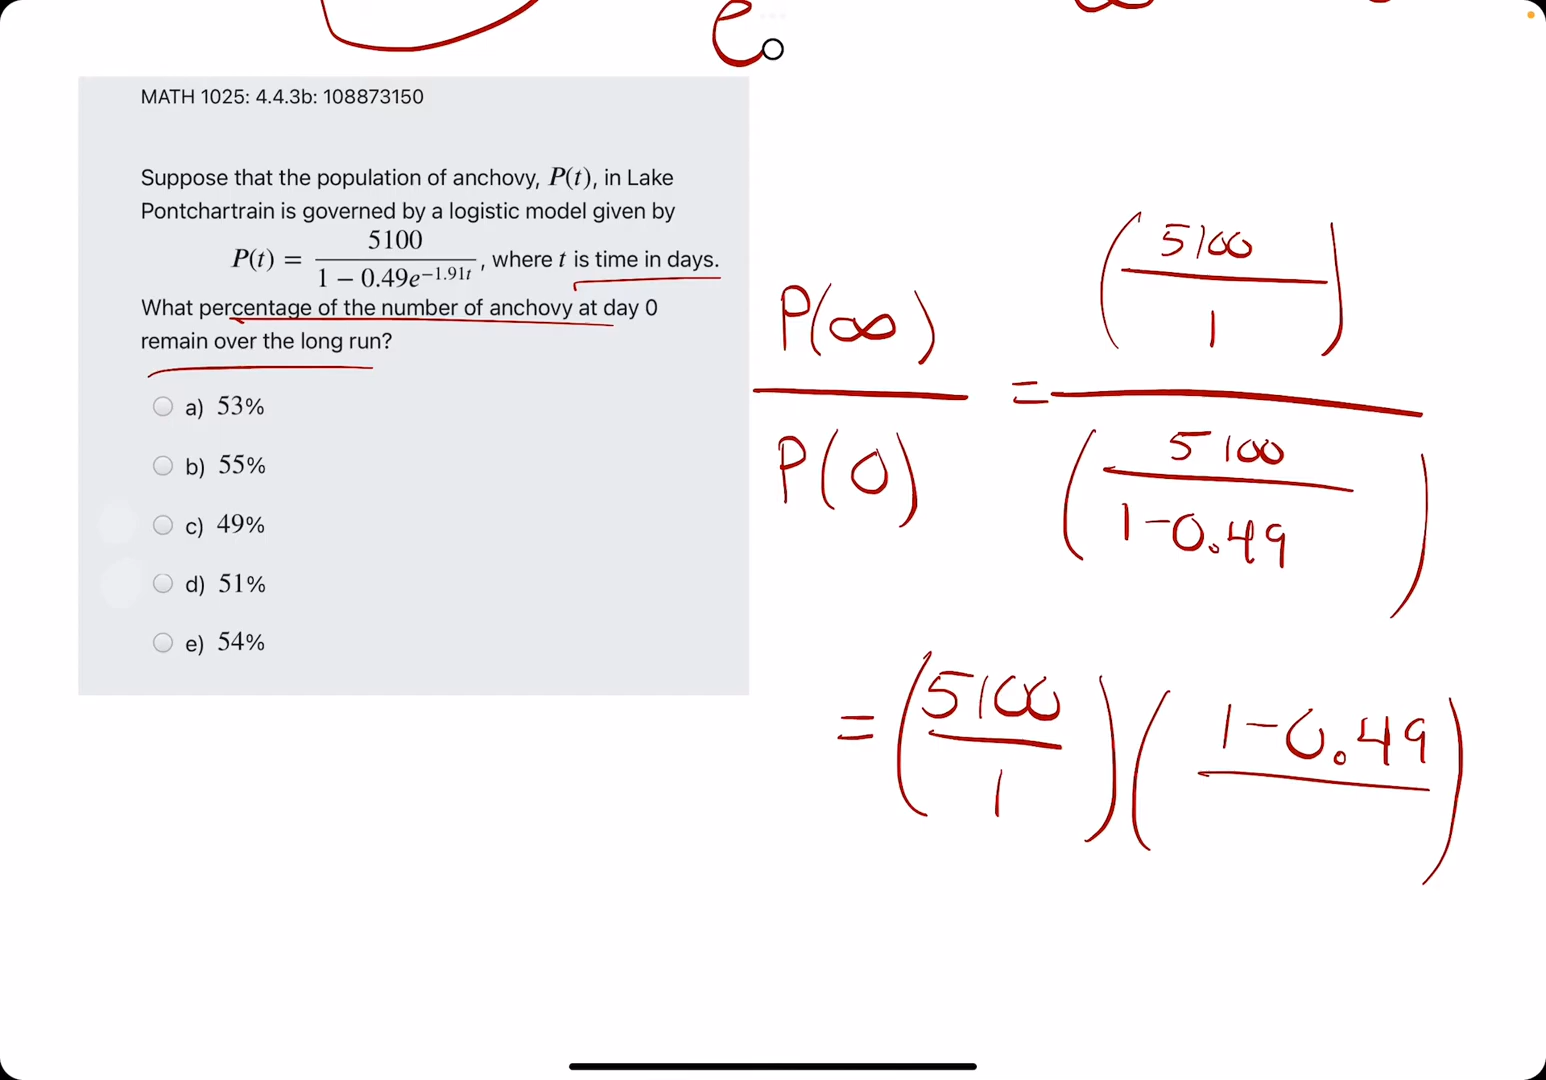 e
MATH 1025: 4.4.3b: 108873150
Suppose that the population of anchovy, P(t), in Lake
Pontchartrain is governed by a logistic model given by
P(t) = 5100 / (1 − 0.49e^{−1.91t}), where t is time in days.
What percentage of the number of anchovy at day 0
remain over the long run?
a) 53%
b) 55%
c) 49%
d) 51%
e) 54%
P(∞) / P(0) = (5100 / 1) / (5100 / 1-0.49)
= (5100 / 1) (1-0.49 / )